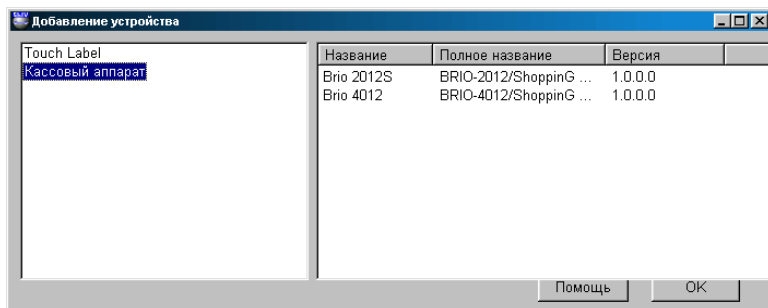 Добавление устройства
Touch Label
Кассовый аппарат
Название Полное название Версия
Brio 2012S BRIO-2012/ShoppinG ... 1.0.0.0
Brio 4012 BRIO-4012/ShoppinG ... 1.0.0.0
Помощь OK